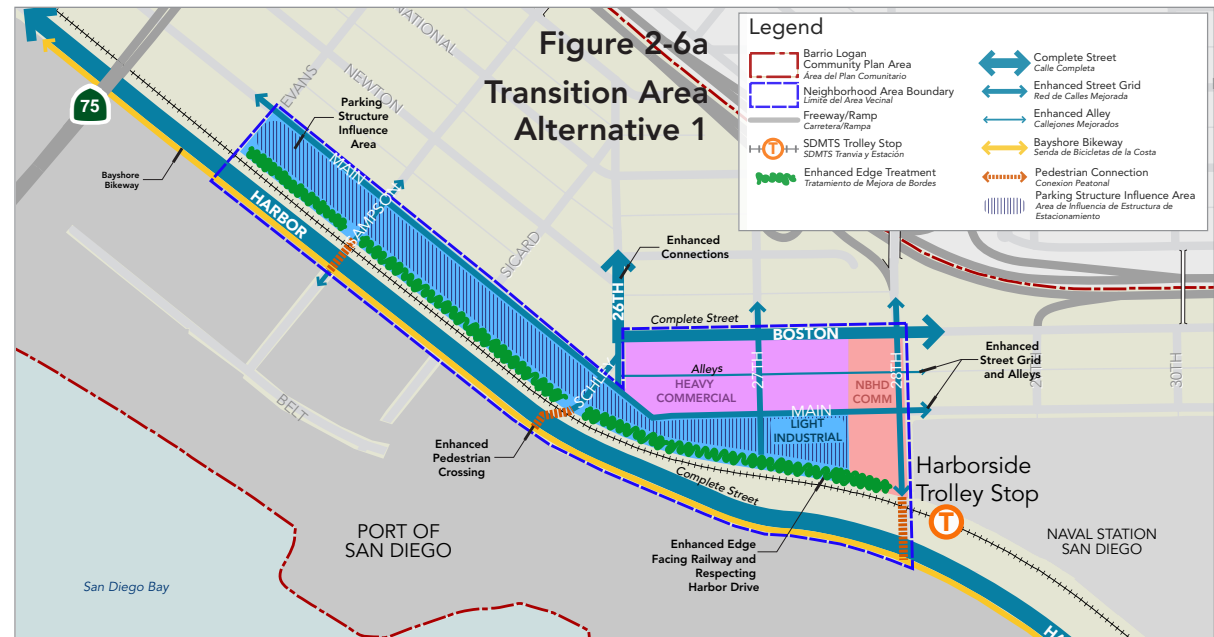 Figure 2-6a
Transition Area
Alternative 1
Legend
Barrio Logan
Community Plan Area
Área del Plan Comunitario
Neighborhood Area Boundary
Limite del Area Vecinal
Freeway/Ramp
Carretera/Rampa
SDMTS Trolley Stop
SDMTS Tranvia y Estación
Enhanced Edge Treatment
Tratamiento de Mejora de Bordes
Complete Street
Calle Completa
Enhanced Street Grid
Red de Calles Mejorada
Enhanced Alley
Callejones Mejorados
Bayshore Bikeway
Senda de Bicicletas de la Costa
Pedestrian Connection
Conexion Peatonal
Parking Structure Influence Area
Area de Influencia de Estructura de
Estacionamiento
T
NATIONAL
EVANS
NEWTON
75
Parking
Structure
Influence
Area
Bayshore
Bikeway
MAIN
HARBOR
SAMPSON
SICARD
Enhanced
Connections
26TH
Complete Street
BOSTON
Alleys
HEAVY
COMMERCIAL
27TH
NBHD
COMM
28TH
Enhanced
Street Grid
and Alleys
30TH
MAIN
LIGHT
INDUSTRIAL
SCHLEY
BELT
Enhanced
Pedestrian
Crossing
Complete Street
Harborside
Trolley Stop
T
PORT OF
SAN DIEGO
Enhanced Edge
Facing Railway and
Respecting
Harbor Drive
NAVAL STATION
SAN DIEGO
San Diego Bay